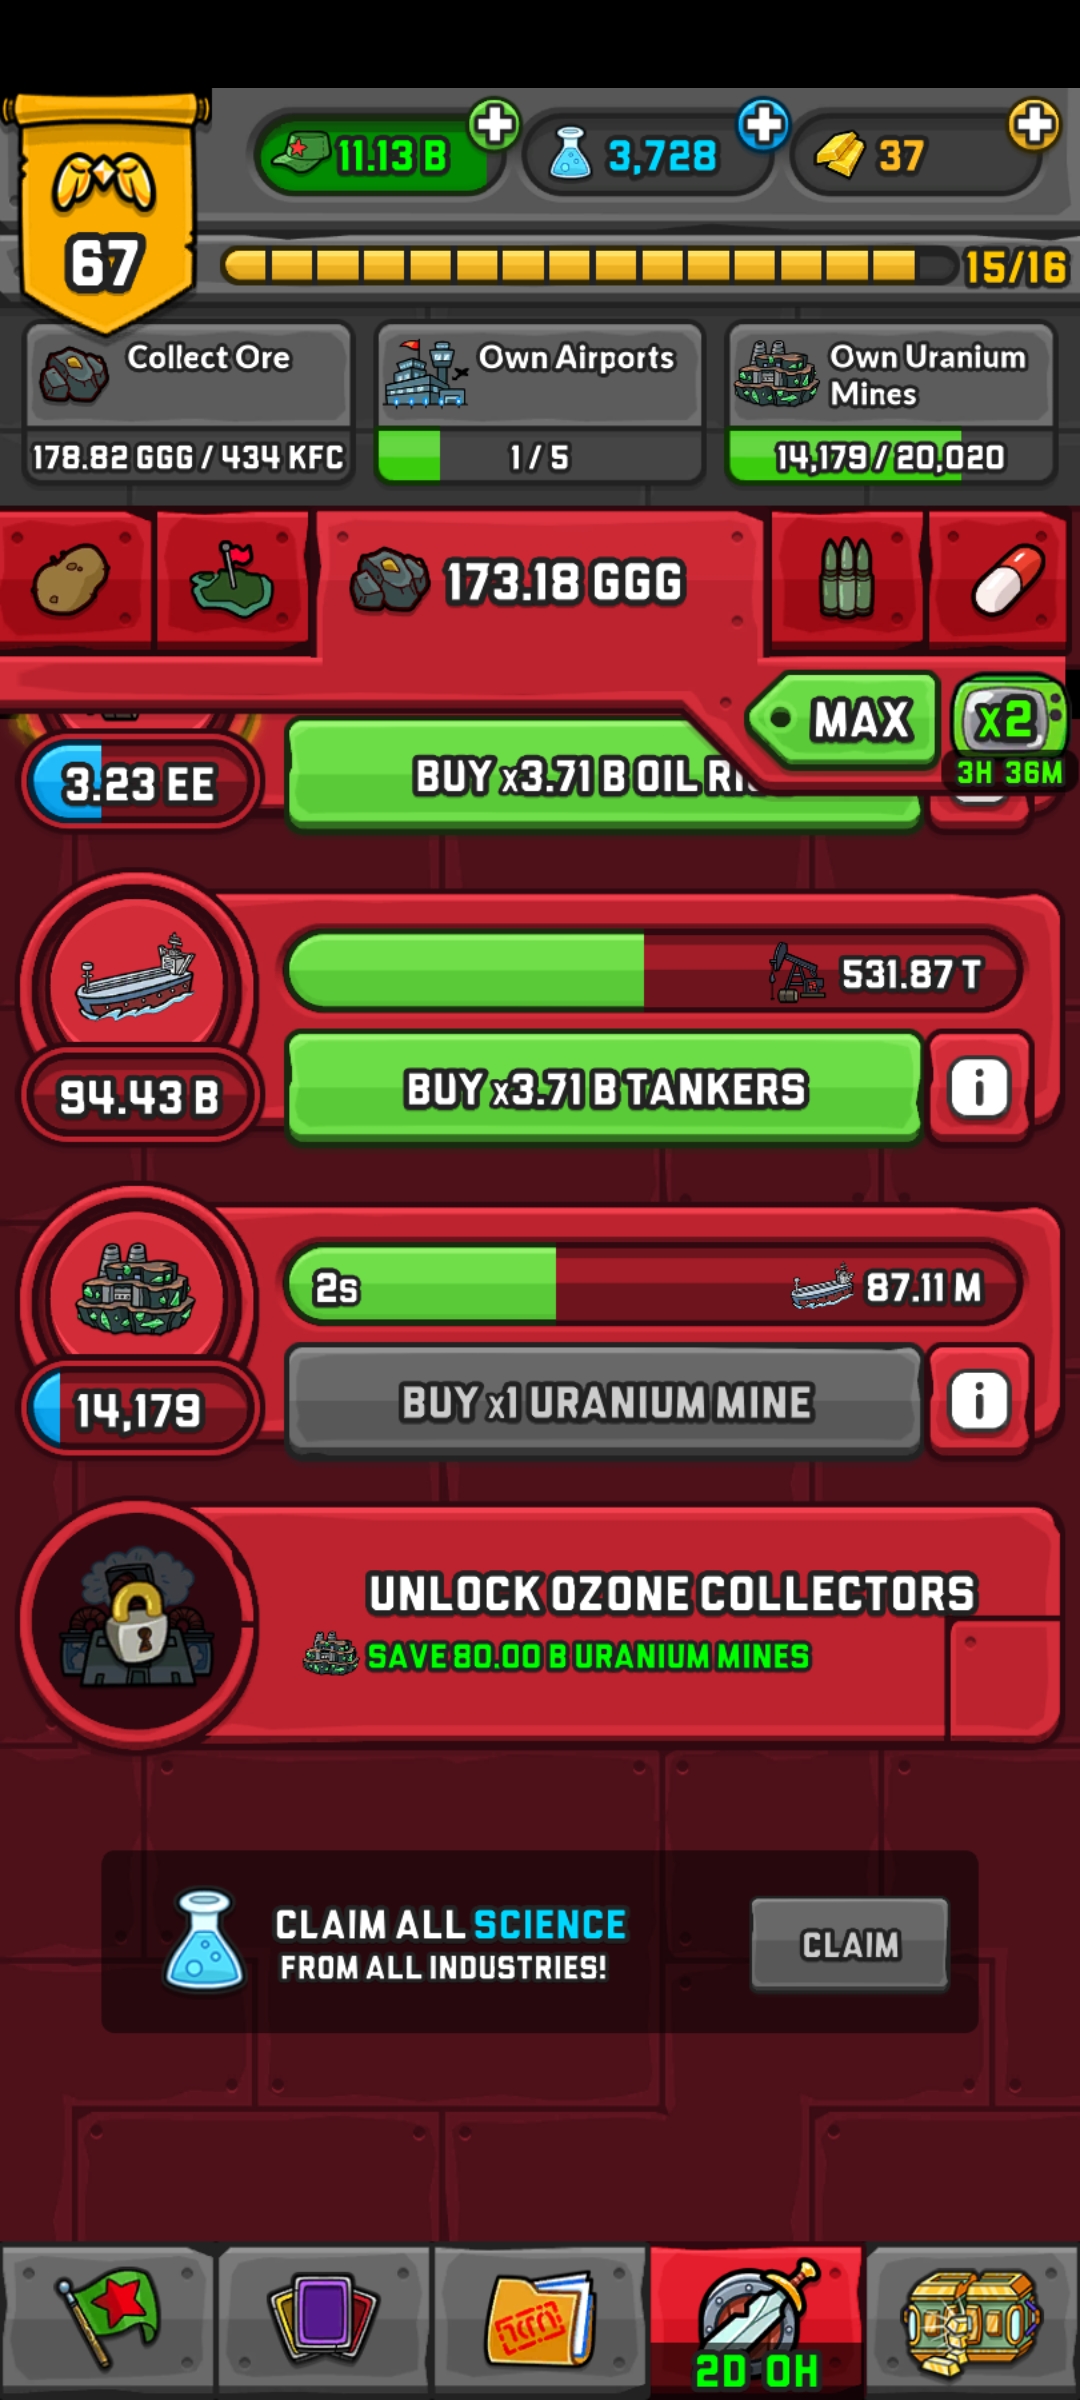 11.13 B
3,728
37
67
15/16
Collect Ore
178.82 GGG / 434 KFC
Own Airports
1 / 5
Own Uranium
Mines
14,179 / 20,020
173.18 GGG
MAX
x2
3H 36M
3.23 EE
BUY x3.71 B OIL
531.87 T
94.43 B
BUY x3.71 B TANKERS
i
2s
87.11 M
14,179
BUY x1 URANIUM MINE
i
UNLOCK OZONE COLLECTORS
SAVE 80.00 B URANIUM MINES
CLAIM ALL SCIENCE
FROM ALL INDUSTRIES!
CLAIM
2D 0H